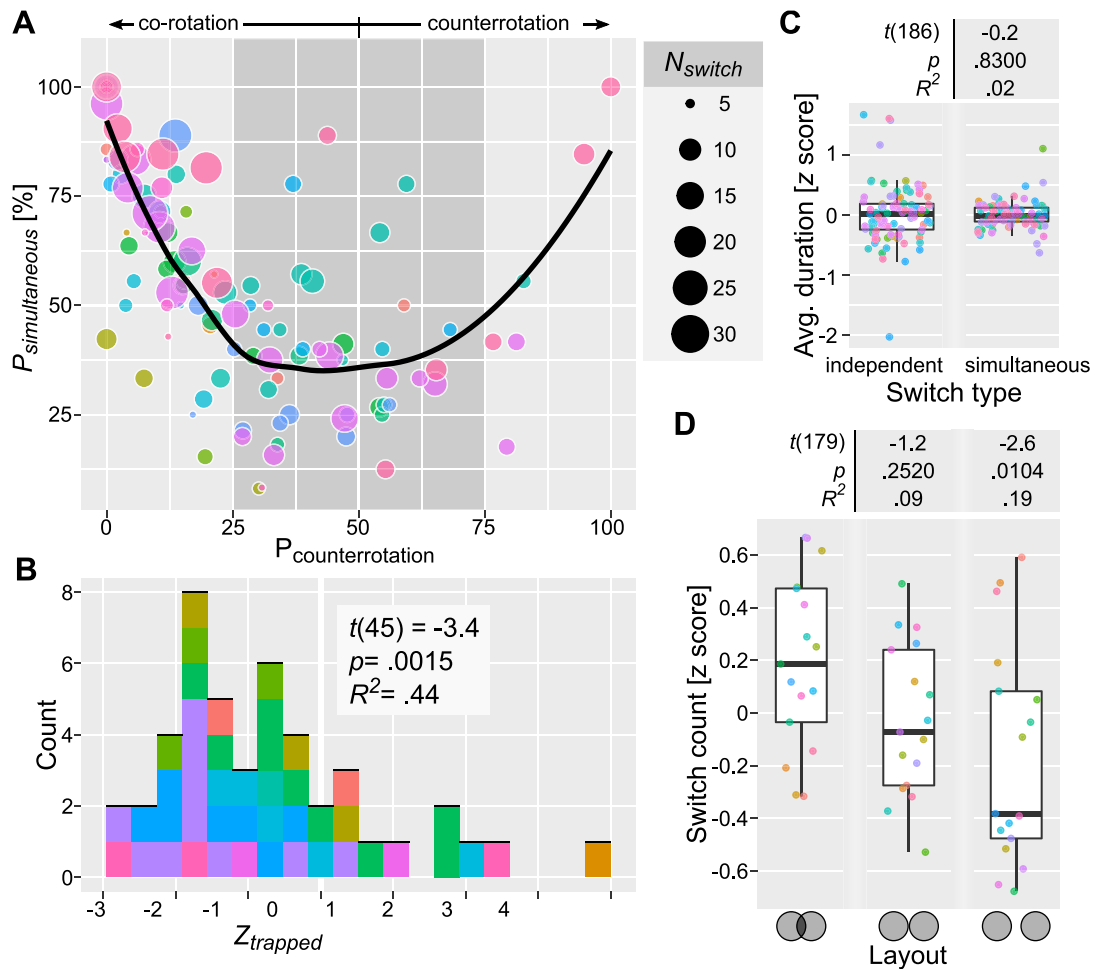 A
co-rotation
counterrotation
100
75
50
25
P_simultaneous [%]
0
25
50
75
100
P_counterrotation
N_switch
5
10
15
20
25
30
B
8
6
4
2
0
Count
t(45) = -3.4
p= .0015
R²= .44
-3
-2
-1
0
1
2
3
4
Z_trapped
C
t(186) -0.2
p .8300
R² .02
1
0
-1
-2
Avg. duration [z score]
independent simultaneous
Switch type
D
t(179) -1.2 -2.6
p .2520 .0104
R² .09 .19
0.6
0.4
0.2
0
-0.2
-0.4
-0.6
Switch count [z score]
Layout